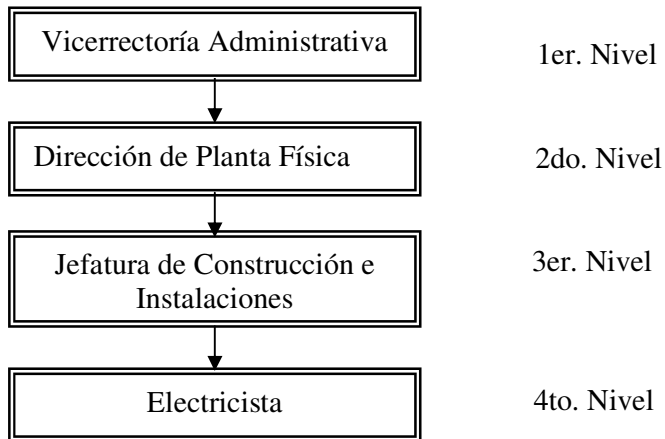 Vicerrectoría Administrativa
1er. Nivel
Dirección de Planta Física
2do. Nivel
Jefatura de Construcción e
Instalaciones
3er. Nivel
Electricista
4to. Nivel